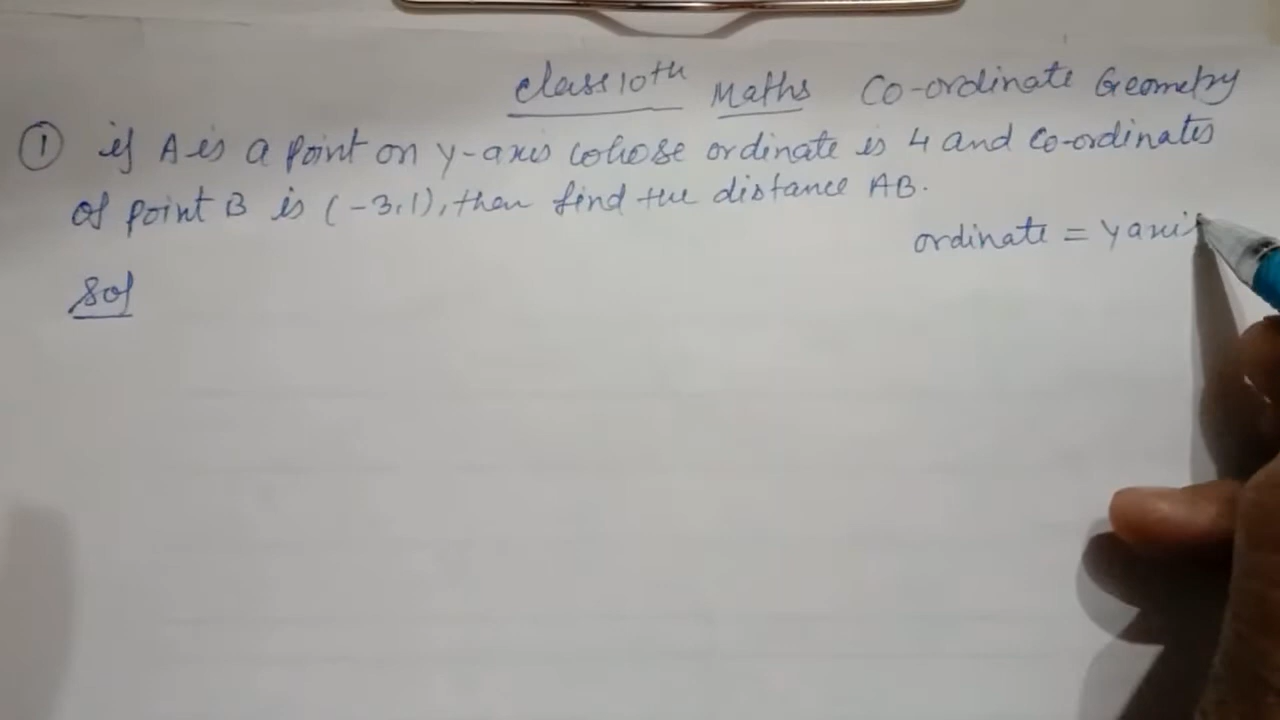 Class 10th Maths Co-ordinate Geometry
① if A is a point on y-axis whose ordinate is 4 and co-ordinates
of point B is (-3,1), then find the distance AB.
ordinate = y axis
Sol